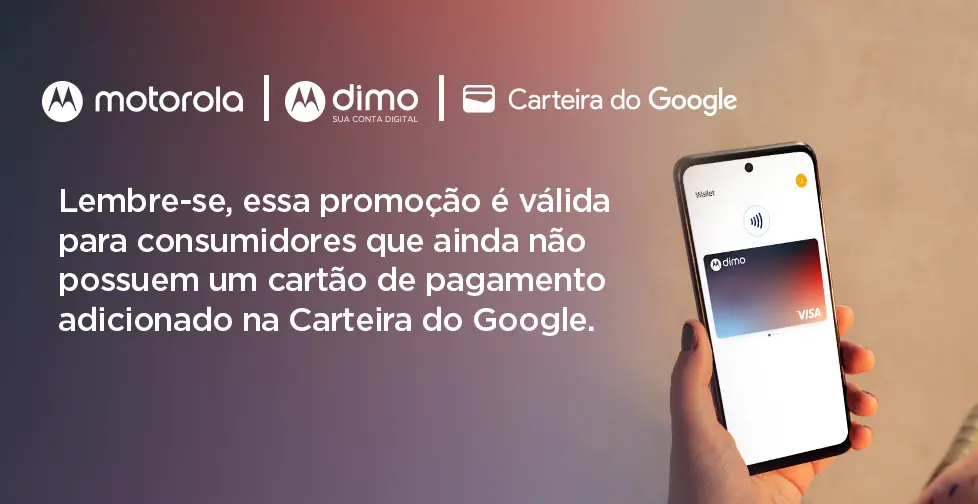 motorola
dimo
SUA CONTA DIGITAL
Carteira do Google
Lembre-se, essa promoção é válida
para consumidores que ainda não
possuem um cartão de pagamento
adicionado na Carteira do Google.
Wallet
dimo
VISA